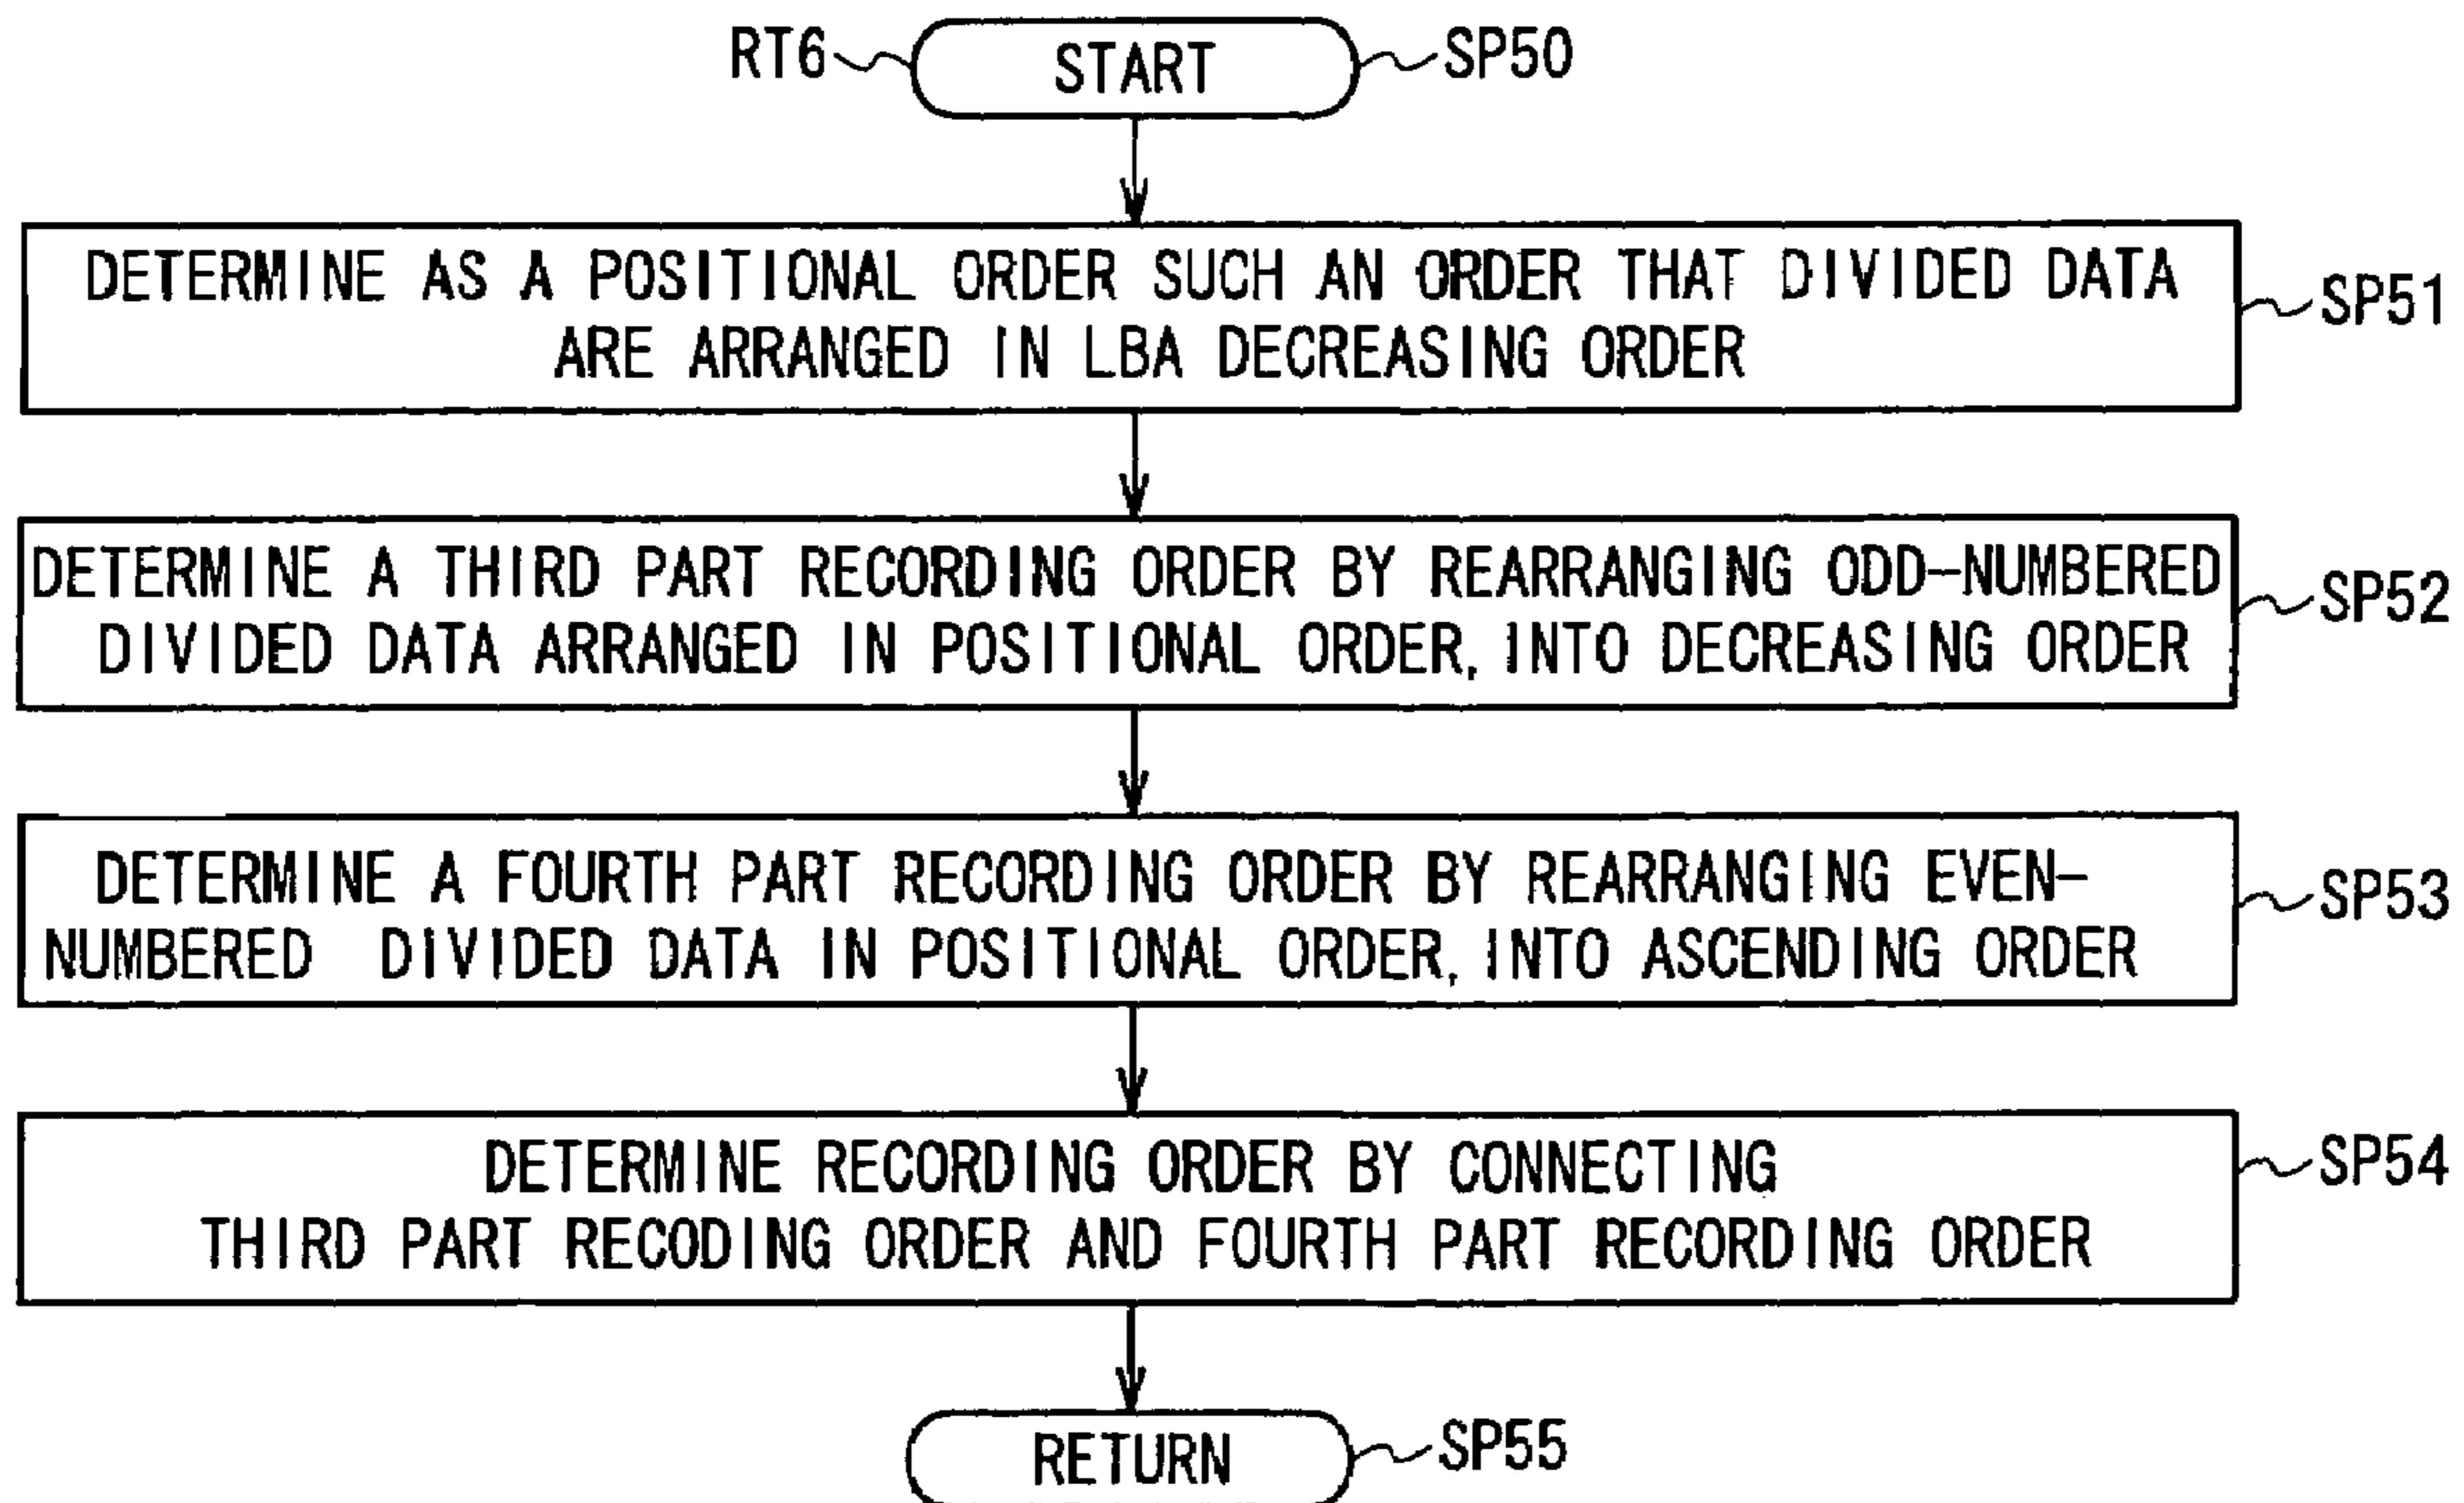 RT6 START SP50
DETERMINE AS A POSITIONAL ORDER SUCH AN ORDER THAT DIVIDED DATA
ARE ARRANGED IN LBA DECREASING ORDER
SP51
DETERMINE A THIRD PART RECORDING ORDER BY REARRANGING ODD-NUMBERED
DIVIDED DATA ARRANGED IN POSITIONAL ORDER, INTO DECREASING ORDER
SP52
DETERMINE A FOURTH PART RECORDING ORDER BY REARRANGING EVEN-
NUMBERED DIVIDED DATA IN POSITIONAL ORDER, INTO ASCENDING ORDER
SP53
DETERMINE RECORDING ORDER BY CONNECTING
THIRD PART RECODING ORDER AND FOURTH PART RECORDING ORDER
SP54
RETURN SP55